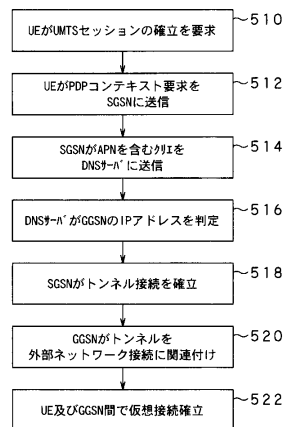 UEがUMTSセッションの確立を要求
510
UEがPDPコンテキスト要求を
SGSNに送信
512
SGSNがAPNを含むクリエを
DNSサーバに送信
514
DNSサーバがGGSNのIPアドレスを判定
516
SGSNがトンネル接続を確立
518
GGSNがトンネルを
外部ネットワーク接続に関連付け
520
UE及びGGSN間で仮想接続確立
522